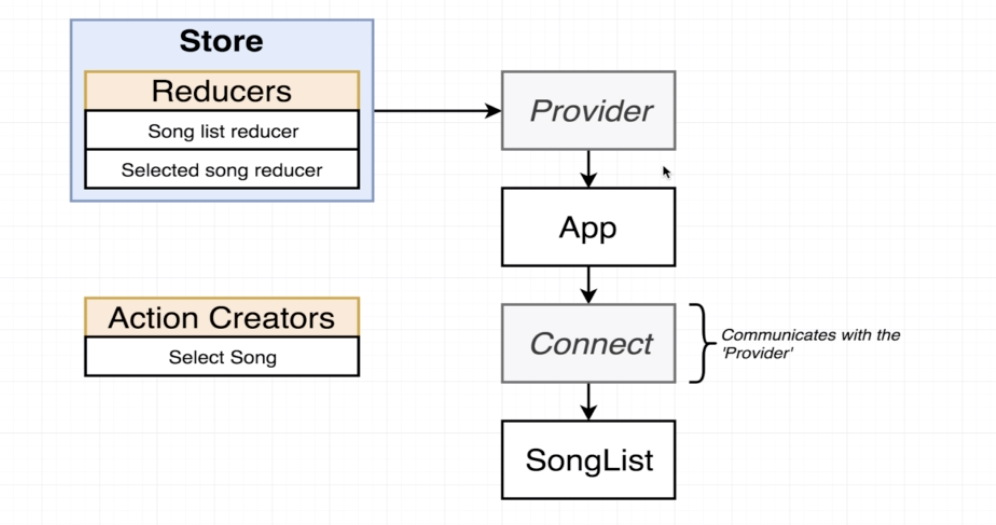 Store
Reducers
Song list reducer
Selected song reducer
Provider
App
Action Creators
Select Song
Connect
Communicates with the
'Provider'
SongList